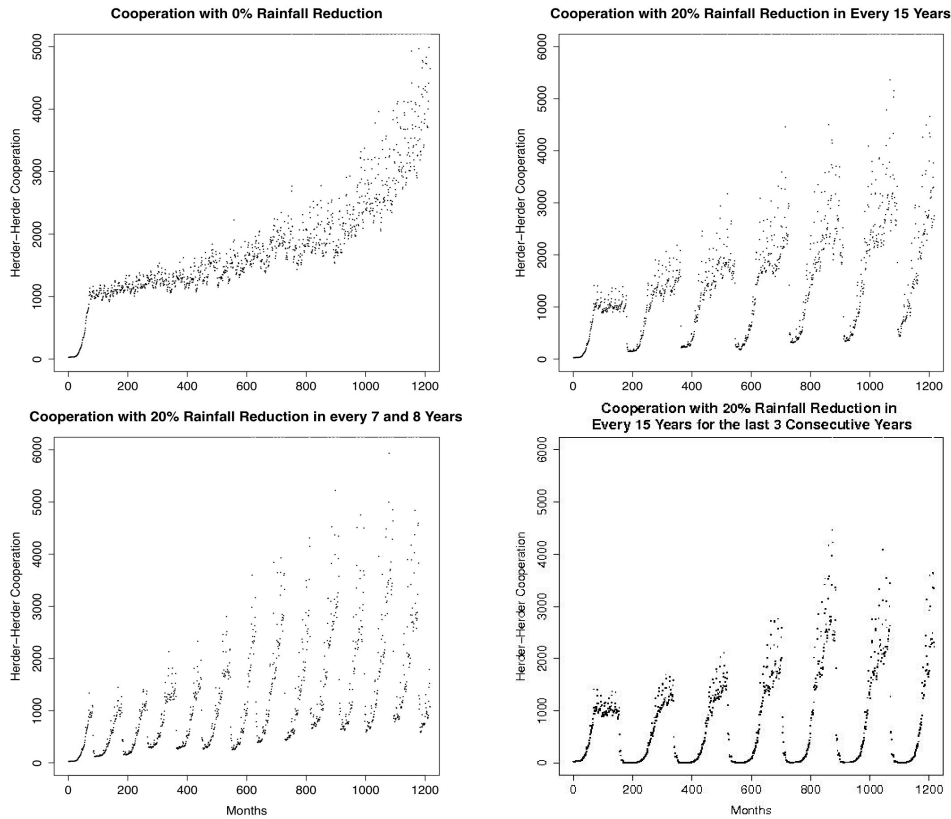 Cooperation with 0% Rainfall Reduction
Herder−Herder Cooperation
5000
4000
3000
2000
1000
0
0 200 400 600 800 1000 1200
Cooperation with 20% Rainfall Reduction in Every 15 Years
Herder−Herder Cooperation
6000
5000
4000
3000
2000
1000
0
0 200 400 600 800 1000 1200
Cooperation with 20% Rainfall Reduction in every 7 and 8 Years
Herder−Herder Cooperation
6000
5000
4000
3000
2000
1000
0
0 200 400 600 800 1000 1200
Months
Cooperation with 20% Rainfall Reduction in
Every 15 Years for the last 3 Consecutive Years
Herder−Herder Cooperation
6000
5000
4000
3000
2000
1000
0
0 200 400 600 800 1000 1200
Months